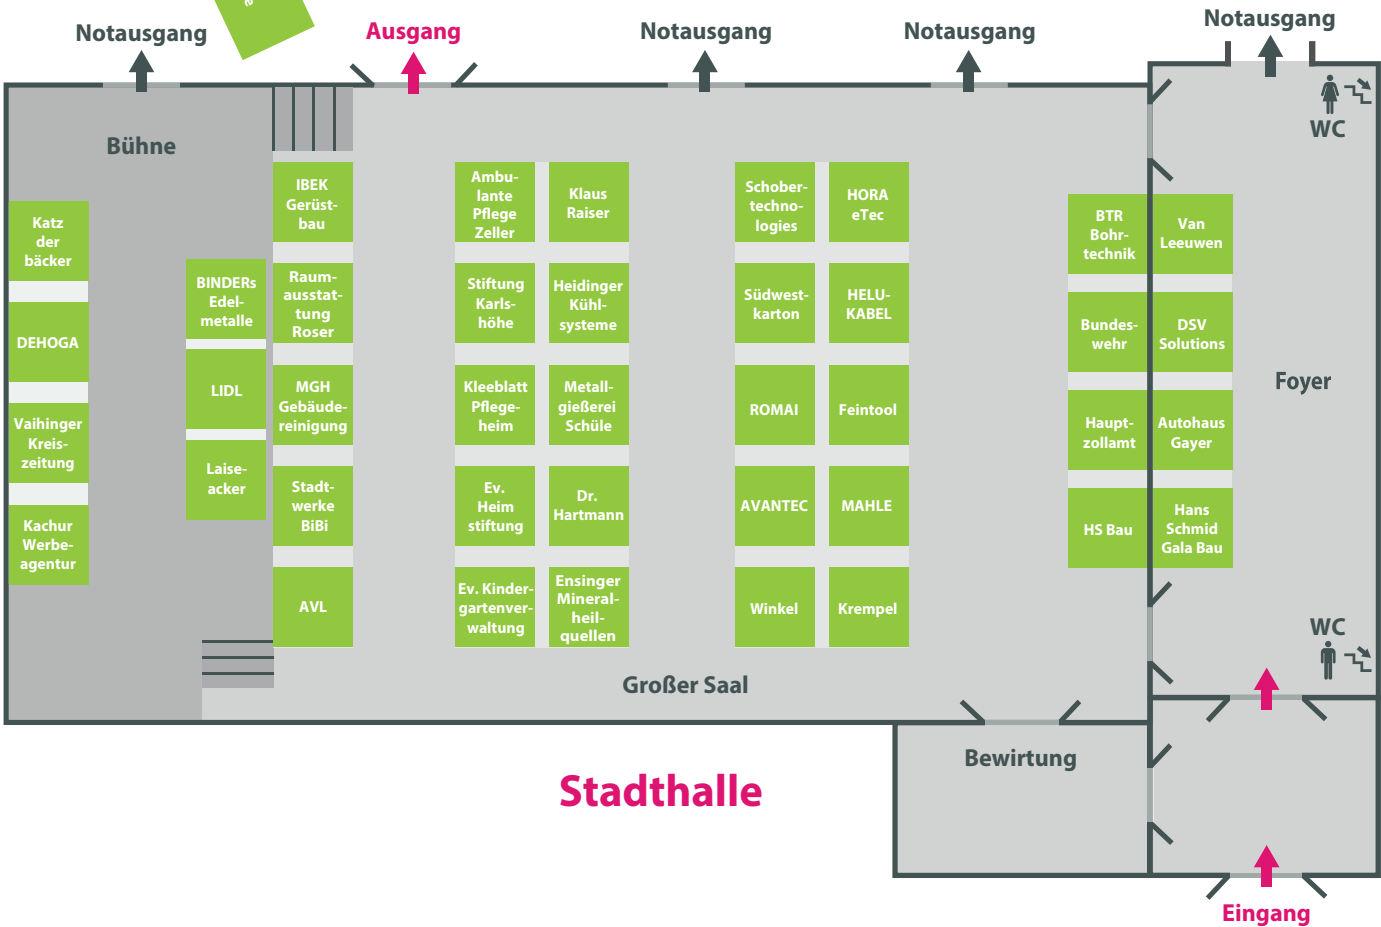 Notausgang
Ausgang
Notausgang
Notausgang
Notausgang
Bühne
WC
Katz
der
bäcker
DEHOGA
Vaihinger
Kreis-
zeitung
Kachur
Werbe-
agentur
BINDERs
Edel-
metalle
LIDL
Laise-
acker
IBEK
Gerüst-
bau
Raum-
ausstat-
tung
Roser
MGH
Gebäude-
reinigung
Stadt-
werke
BiBi
AVL
Ambu-
lante
Pflege
Zeller
Stiftung
Karls-
höhe
Kleeblatt
Pflege-
heim
Ev.
Heim
stiftung
Ev. Kinder-
gartenver-
waltung
Klaus
Raiser
Heidinger
Kühl-
systeme
Metall-
gießerei
Schüle
Dr.
Hartmann
Ensinger
Mineral-
heil-
quellen
Schober-
techno-
logies
Südwest-
karton
ROMAI
AVANTEC
Winkel
HORA
eTec
HELU-
KABEL
Feintool
MAHLE
Krempel
BTR
Bohr-
technik
Bundes-
wehr
Haupt-
zollamt
HS Bau
Van
Leeuwen
DSV
Solutions
Autohaus
Gayer
Hans
Schmid
Gala Bau
Foyer
WC
Großer Saal
Bewirtung
Stadthalle
Eingang